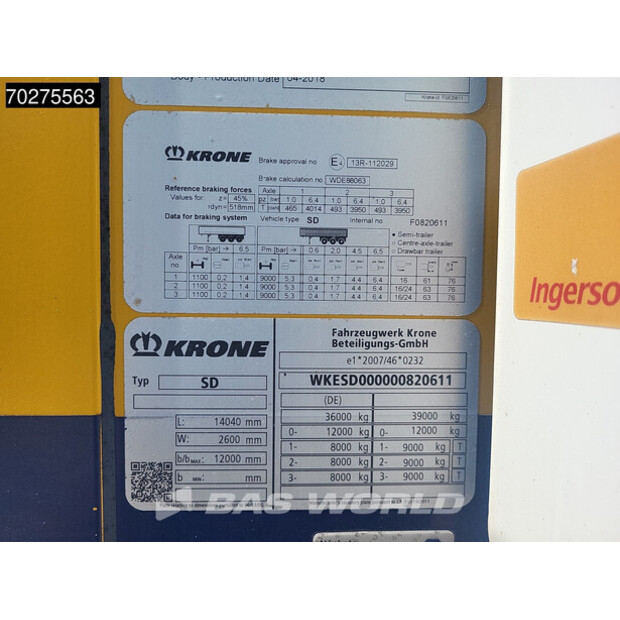 70275563
Body - Production Date 04-2018
KRONE
Brake approval no E4 13R-112029
Brake calculation no WDE88063
Reference braking forces Axle 1 2 3
Values for: z= 45% pz 1.0 6.4 1.0 6.4 1.0 6.4
rdyn= 518mm T 465 4014 493 3950 493 3950
Data for braking system Vehicle type SD Internal no F0820611
Semi-trailer
Centre-axle-trailer
Drawbar trailer
Pm [bar] → 6.5 Pm [bar] → 0.6 2.0 4.5 6.5
Axle no
1 1100 0.2 1.4 9000 5.3 0.4 1.7 4.4 6.4 16 61 76
2 1100 0.2 1.4 9000 5.3 0.4 1.7 4.4 6.4 16/24 63 76
3 1100 0.2 1.4 9000 5.3 0.4 1.7 4.4 6.4 16/24 63 76
Ingerso
KRONE
Fahrzeugwerk Krone
Beteiligungs-GmbH
e1*2007/46*0232
Typ SD WKESD000000820611
(DE)
L: 14040 mm 36000 kg 39000 kg
W: 2600 mm 0- 12000 kg 0- 12000 kg
b/b MAX.: 12000 mm 1- 8000 kg 1- 9000 kg T
b MIN.: mm 2- 8000 kg 2- 9000 kg T
3- 8000 kg 3- 9000 kg T
BAS WORLD